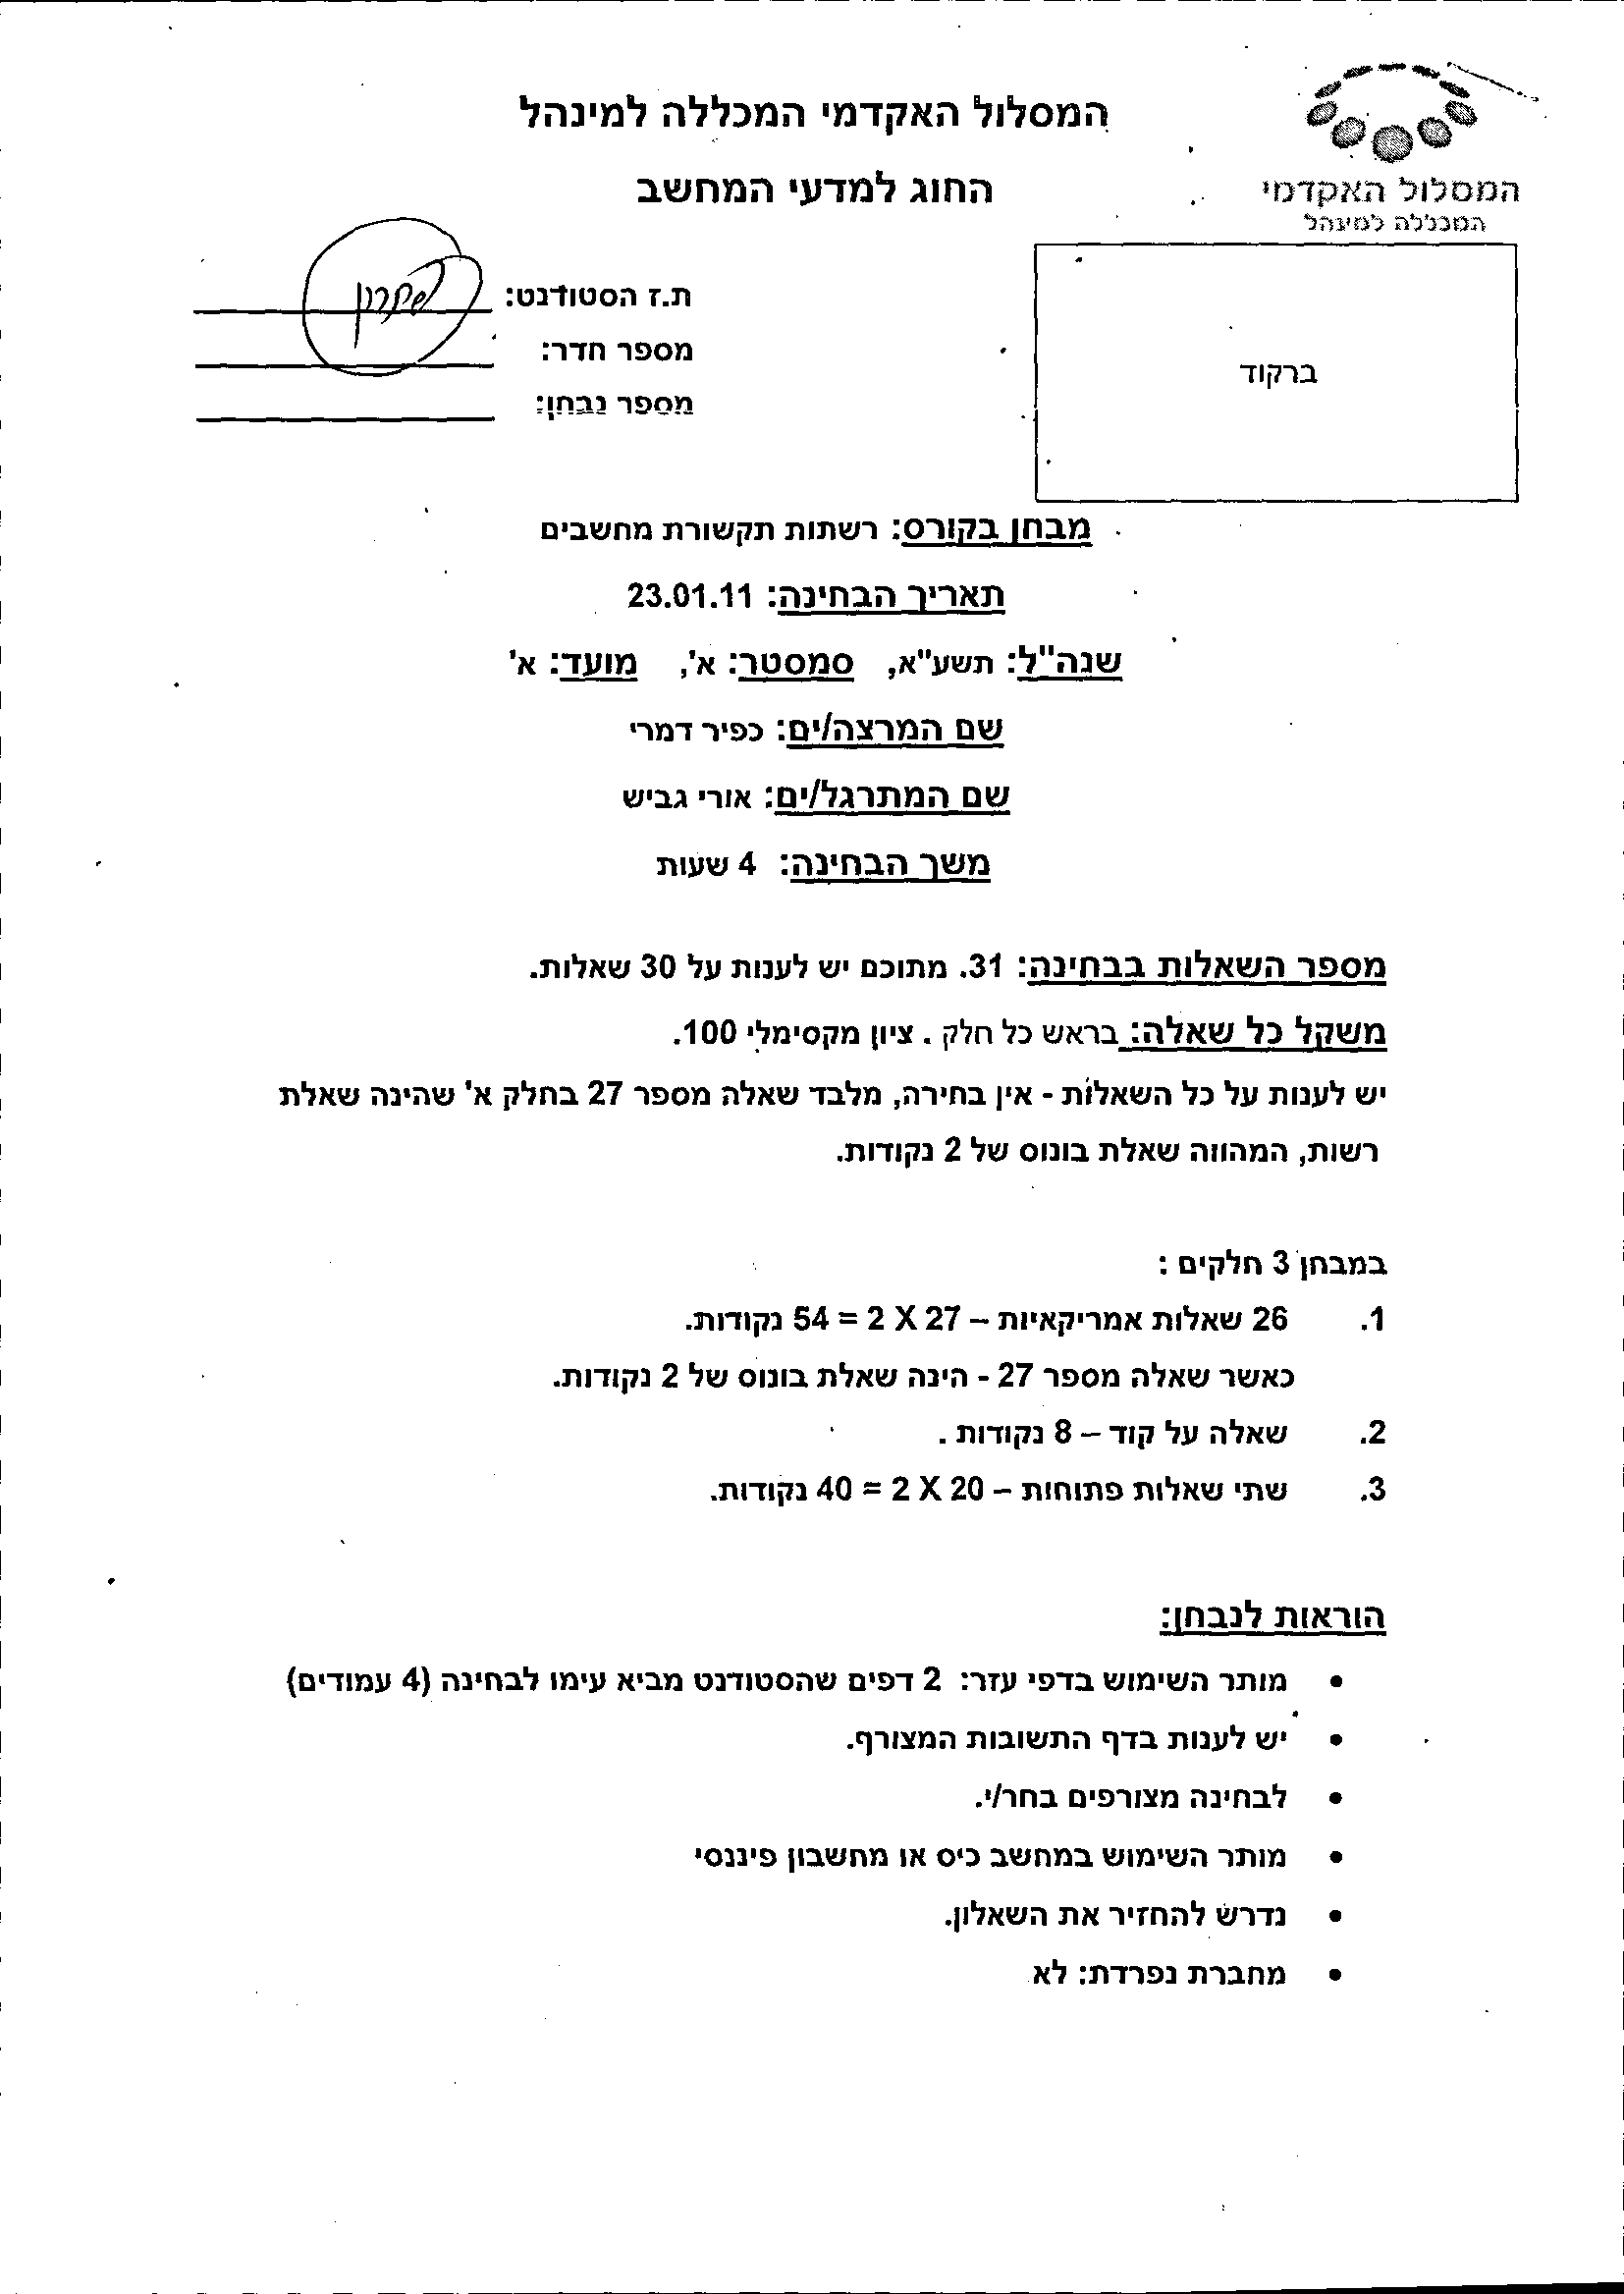 המסלול האקדמי המכללה למינהל
החוג למדעי המחשב
המסלול האקדמי
המכללה למינהל
ת.ז הסטודנט:
מספר חדר:
מספר נבחן:
ברקוד
מבחן בקורס: רשתות תקשורת מחשבים
תאריך הבחינה: 23.01.11
שנה"ל: תשע"א, סמסטר: א', מועד: א'
שם המרצה/ים: כפיר דמרי
שם המתרגל/ים: אורי גביש
משך הבחינה: 4 שעות
מספר השאלות בבחינה: 31. מתוכם יש לענות על 30 שאלות.
משקל כל שאלה: בראש כל חלק . ציון מקסימלי 100.
יש לענות על כל השאלות - אין בחירה, מלבד שאלה מספר 27 בחלק א' שהינה שאלת
רשות, המהווה שאלת בונוס של 2 נקודות.
במבחן 3 חלקים :
1. 26 שאלות אמריקאיות – 27 X 2 = 54 נקודות.
כאשר שאלה מספר 27 - הינה שאלת בונוס של 2 נקודות.
2. שאלה על קוד – 8 נקודות .
3. שתי שאלות פתוחות – 20 X 2 = 40 נקודות.
הוראות לנבחן:
• מותר השימוש בדפי עזר: 2 דפים שהסטודנט מביא עימו לבחינה (4 עמודים)
• יש לענות בדף התשובות המצורף.
• לבחינה מצורפים בחר/י.
• מותר השימוש במחשב כיס או מחשבון פיננסי
• נדרש להחזיר את השאלון.
• מחברת נפרדת: לא